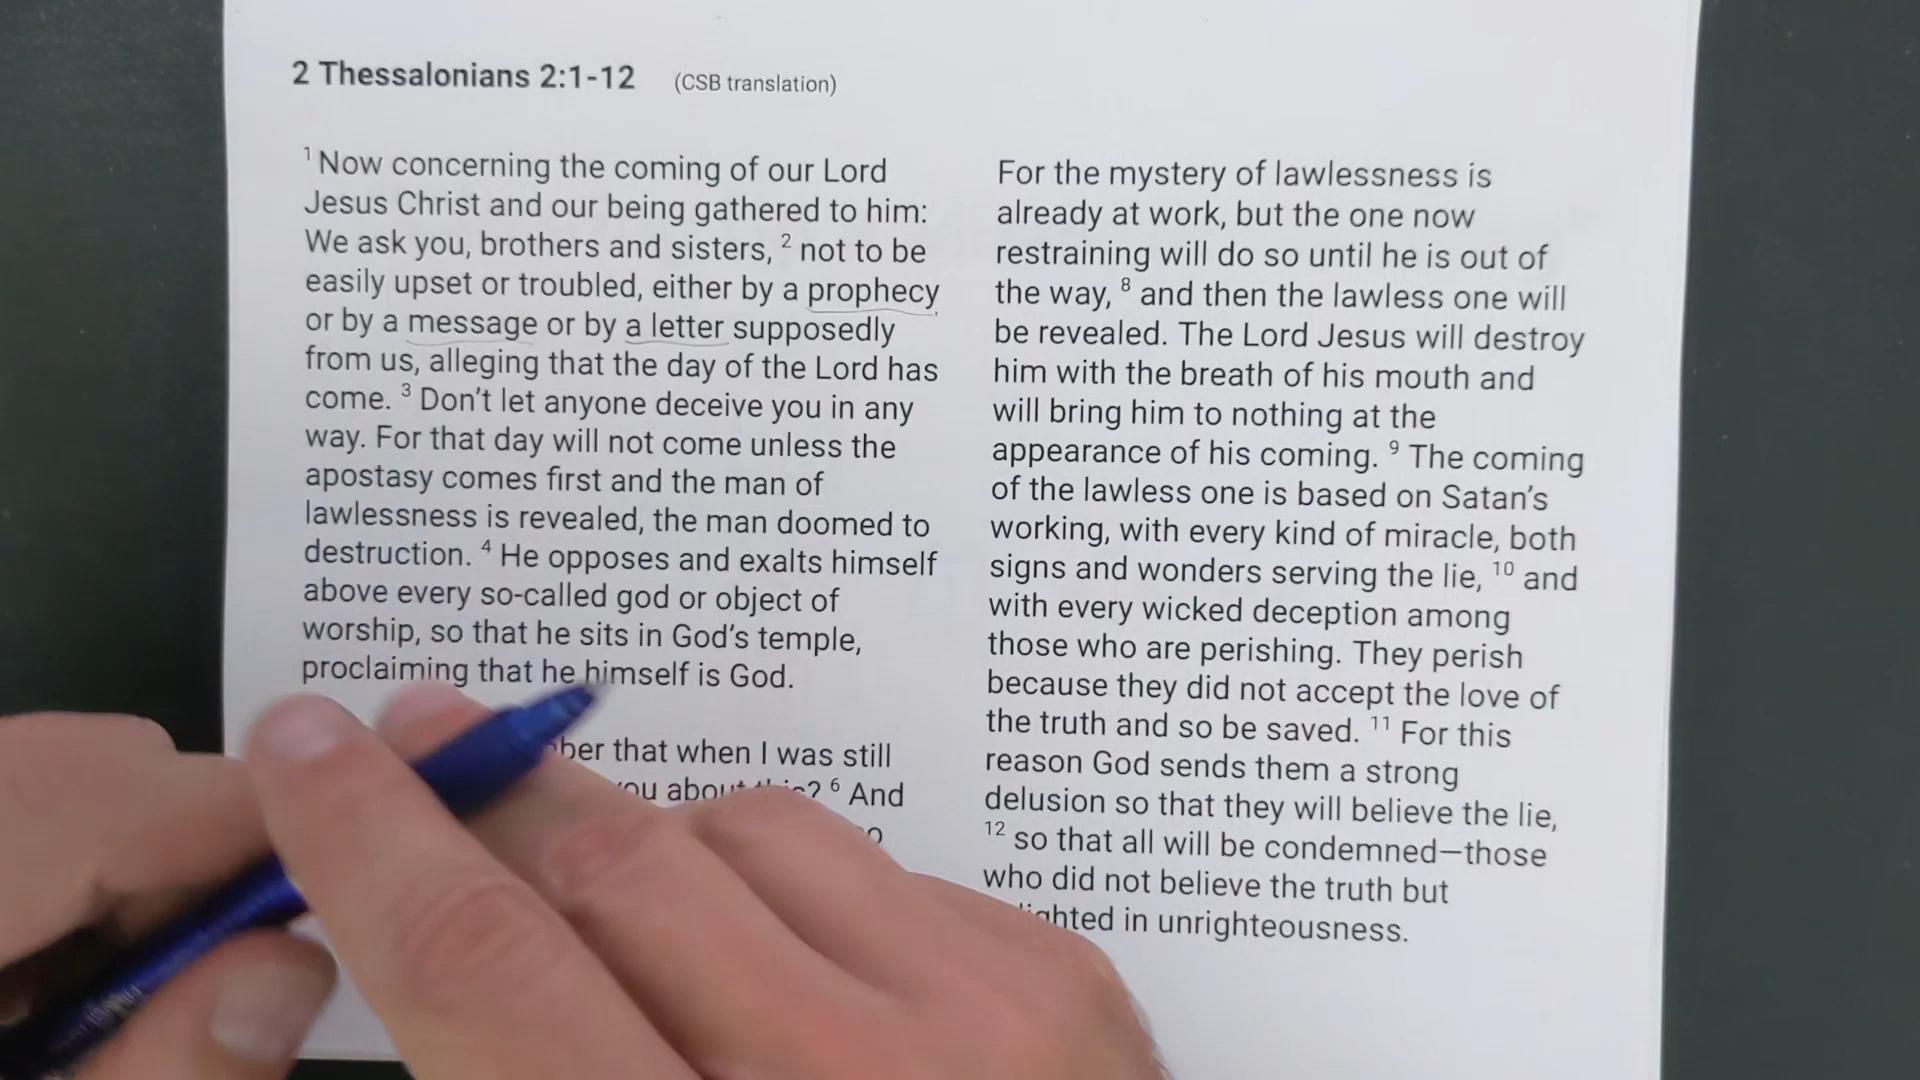 2 Thessalonians 2:1-12 (CSB translation)
1 Now concerning the coming of our Lord
Jesus Christ and our being gathered to him:
We ask you, brothers and sisters, 2 not to be
easily upset or troubled, either by a prophecy
or by a message or by a letter supposedly
from us, alleging that the day of the Lord has
come. 3 Don't let anyone deceive you in any
way. For that day will not come unless the
apostasy comes first and the man of
lawlessness is revealed, the man doomed to
destruction. 4 He opposes and exalts himself
above every so-called god or object of
worship, so that he sits in God's temple,
proclaiming that he himself is God.
that when I was still
about 6 And
For the mystery of lawlessness is
already at work, but the one now
restraining will do so until he is out of
the way, 8 and then the lawless one will
be revealed. The Lord Jesus will destroy
him with the breath of his mouth and
will bring him to nothing at the
appearance of his coming. 9 The coming
of the lawless one is based on Satan's
working, with every kind of miracle, both
signs and wonders serving the lie, 10 and
with every wicked deception among
those who are perishing. They perish
because they did not accept the love of
the truth and so be saved. 11 For this
reason God sends them a strong
delusion so that they will believe the lie,
12 so that all will be condemned—those
who did not believe the truth but
in unrighteousness.